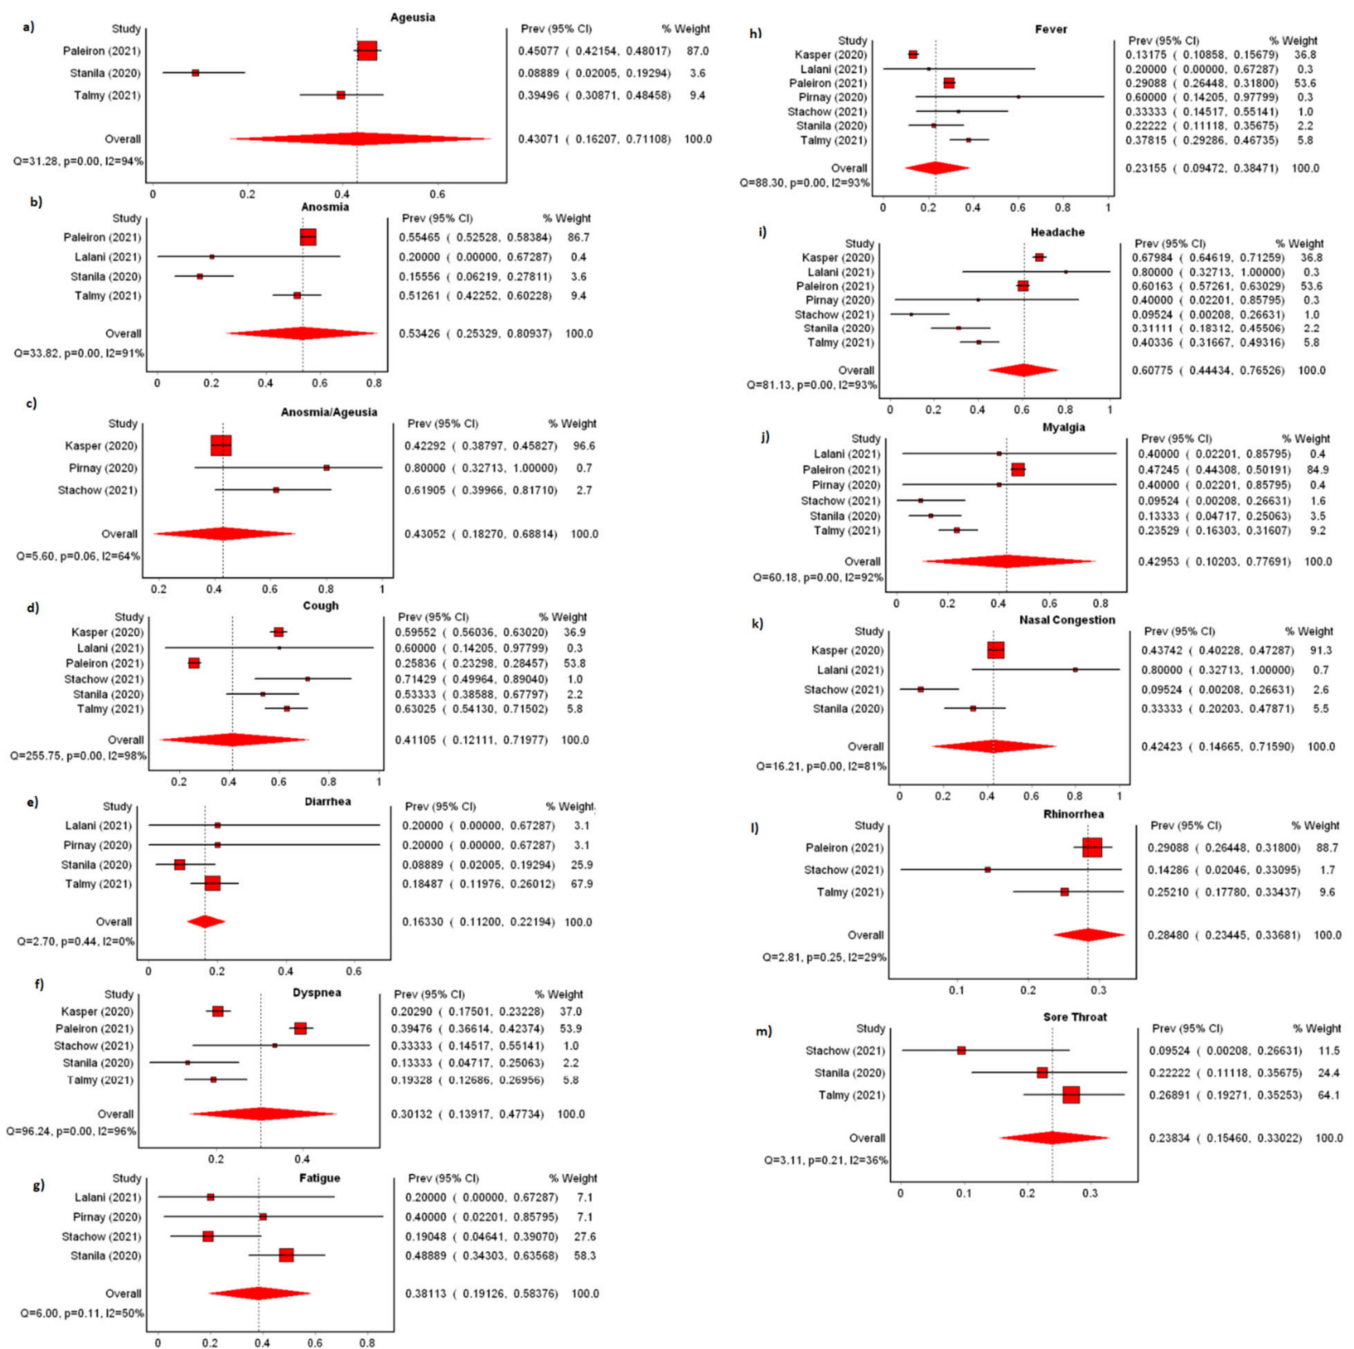 a)
Ageusia
Study Prev (95% CI) % Weight
Paleiron (2021) 0.45077 ( 0.42154, 0.48017) 87.0
Stanila (2020) 0.08889 ( 0.02005, 0.19294) 3.6
Talmy (2021) 0.39496 ( 0.30871, 0.48458) 9.4
Overall 0.43071 ( 0.16207, 0.71108) 100.0
Q=31.28, p=0.00, I2=94%
0 0.2 0.4 0.6
b)
Anosmia
Study Prev (95% CI) % Weight
Paleiron (2021) 0.55465 ( 0.52528, 0.58384) 86.7
Lalani (2021) 0.20000 ( 0.00000, 0.67287) 0.4
Stanila (2020) 0.15556 ( 0.06219, 0.27811) 3.6
Talmy (2021) 0.51261 ( 0.42252, 0.60228) 9.4
Overall 0.53426 ( 0.25329, 0.80937) 100.0
Q=33.82, p=0.00, I2=91%
0 0.2 0.4 0.6 0.8
c)
Anosmia/Ageusia
Study Prev (95% CI) % Weight
Kasper (2020) 0.42292 ( 0.38797, 0.45827) 96.6
Pirnay (2020) 0.80000 ( 0.32713, 1.00000) 0.7
Stachow (2021) 0.61905 ( 0.39966, 0.81710) 2.7
Overall 0.43052 ( 0.18270, 0.68814) 100.0
Q=5.60, p=0.06, I2=64%
0.2 0.4 0.6 0.8 1
d)
Cough
Study Prev (95% CI) % Weight
Kasper (2020) 0.59552 ( 0.56036, 0.63020) 36.9
Lalani (2021) 0.60000 ( 0.14205, 0.97799) 0.3
Paleiron (2021) 0.25836 ( 0.23298, 0.28457) 53.8
Stachow (2021) 0.71429 ( 0.49964, 0.89040) 1.0
Stanila (2020) 0.53333 ( 0.38588, 0.67797) 2.2
Talmy (2021) 0.63025 ( 0.54130, 0.71502) 5.8
Overall 0.41105 ( 0.12111, 0.71977) 100.0
Q=255.75, p=0.00, I2=98%
0.2 0.4 0.6 0.8 1
e)
Diarrhea
Study Prev (95% CI) % Weight
Lalani (2021) 0.20000 ( 0.00000, 0.67287) 3.1
Pirnay (2020) 0.20000 ( 0.00000, 0.67287) 3.1
Stanila (2020) 0.08889 ( 0.02005, 0.19294) 25.9
Talmy (2021) 0.18487 ( 0.11976, 0.26012) 67.9
Overall 0.16330 ( 0.11200, 0.22194) 100.0
Q=2.70, p=0.44, I2=0%
0 0.2 0.4 0.6
f)
Dyspnea
Study Prev (95% CI) % Weight
Kasper (2020) 0.20290 ( 0.17501, 0.23228) 37.0
Paleiron (2021) 0.39476 ( 0.36614, 0.42374) 53.9
Stachow (2021) 0.33333 ( 0.14517, 0.55141) 1.0
Stanila (2020) 0.13333 ( 0.04717, 0.25063) 2.2
Talmy (2021) 0.19328 ( 0.12686, 0.26956) 5.8
Overall 0.30132 ( 0.13917, 0.47734) 100.0
Q=96.24, p=0.00, I2=96%
0.2 0.4
g)
Fatigue
Study Prev (95% CI) % Weight
Lalani (2021) 0.20000 ( 0.00000, 0.67287) 7.1
Pirnay (2020) 0.40000 ( 0.02201, 0.85795) 7.1
Stachow (2021) 0.19048 ( 0.04641, 0.39070) 27.6
Stanila (2020) 0.48889 ( 0.34303, 0.63568) 58.3
Overall 0.38113 ( 0.19126, 0.58376) 100.0
Q=6.00, p=0.11, I2=50%
0 0.2 0.4 0.6 0.8
h)
Fever
Study Prev (95% CI) % Weight
Kasper (2020) 0.13175 ( 0.10858, 0.15679) 36.8
Lalani (2021) 0.20000 ( 0.00000, 0.67287) 0.3
Paleiron (2021) 0.29088 ( 0.26448, 0.31800) 53.6
Pirnay (2020) 0.60000 ( 0.14205, 0.97799) 0.3
Stachow (2021) 0.33333 ( 0.14517, 0.55141) 1.0
Stanila (2020) 0.22222 ( 0.11118, 0.35675) 2.2
Talmy (2021) 0.37815 ( 0.29286, 0.46735) 5.8
Overall 0.23155 ( 0.09472, 0.38471) 100.0
Q=88.30, p=0.00, I2=93%
0 0.2 0.4 0.6 0.8 1
i)
Headache
Study Prev (95% CI) % Weight
Kasper (2020) 0.67984 ( 0.64619, 0.71259) 36.8
Lalani (2021) 0.80000 ( 0.32713, 1.00000) 0.3
Paleiron (2021) 0.60163 ( 0.57261, 0.63029) 53.6
Pirnay (2020) 0.40000 ( 0.02201, 0.85795) 0.3
Stachow (2021) 0.09524 ( 0.00208, 0.26631) 1.0
Stanila (2020) 0.31111 ( 0.18312, 0.45506) 2.2
Talmy (2021) 0.40336 ( 0.31667, 0.49316) 5.8
Overall 0.60775 ( 0.44434, 0.76526) 100.0
Q=81.13, p=0.00, I2=93%
0 0.2 0.4 0.6 0.8 1
j)
Myalgia
Study Prev (95% CI) % Weight
Lalani (2021) 0.40000 ( 0.02201, 0.85795) 0.4
Paleiron (2021) 0.47245 ( 0.44308, 0.50191) 84.9
Pirnay (2020) 0.40000 ( 0.02201, 0.85795) 0.4
Stachow (2021) 0.09524 ( 0.00208, 0.26631) 1.6
Stanila (2020) 0.13333 ( 0.04717, 0.25063) 3.5
Talmy (2021) 0.23529 ( 0.16303, 0.31607) 9.2
Overall 0.42953 ( 0.10203, 0.77691) 100.0
Q=60.18, p=0.00, I2=92%
0 0.2 0.4 0.6 0.8
k)
Nasal Congestion
Study Prev (95% CI) % Weight
Kasper (2020) 0.43742 ( 0.40228, 0.47287) 91.3
Lalani (2021) 0.80000 ( 0.32713, 1.00000) 0.7
Stachow (2021) 0.09524 ( 0.00208, 0.26631) 2.6
Stanila (2020) 0.33333 ( 0.20203, 0.47871) 5.5
Overall 0.42423 ( 0.14665, 0.71590) 100.0
Q=16.21, p=0.00, I2=81%
0 0.2 0.4 0.6 0.8 1
l)
Rhinorrhea
Study Prev (95% CI) % Weight
Paleiron (2021) 0.29088 ( 0.26448, 0.31800) 88.7
Stachow (2021) 0.14286 ( 0.02046, 0.33095) 1.7
Talmy (2021) 0.25210 ( 0.17780, 0.33437) 9.6
Overall 0.28480 ( 0.23445, 0.33681) 100.0
Q=2.81, p=0.25, I2=29%
0.1 0.2 0.3
m)
Sore Throat
Study Prev (95% CI) % Weight
Stachow (2021) 0.09524 ( 0.00208, 0.26631) 11.5
Stanila (2020) 0.22222 ( 0.11118, 0.35675) 24.4
Talmy (2021) 0.26891 ( 0.19271, 0.35253) 64.1
Overall 0.23834 ( 0.15460, 0.33022) 100.0
Q=3.11, p=0.21, I2=36%
0 0.1 0.2 0.3